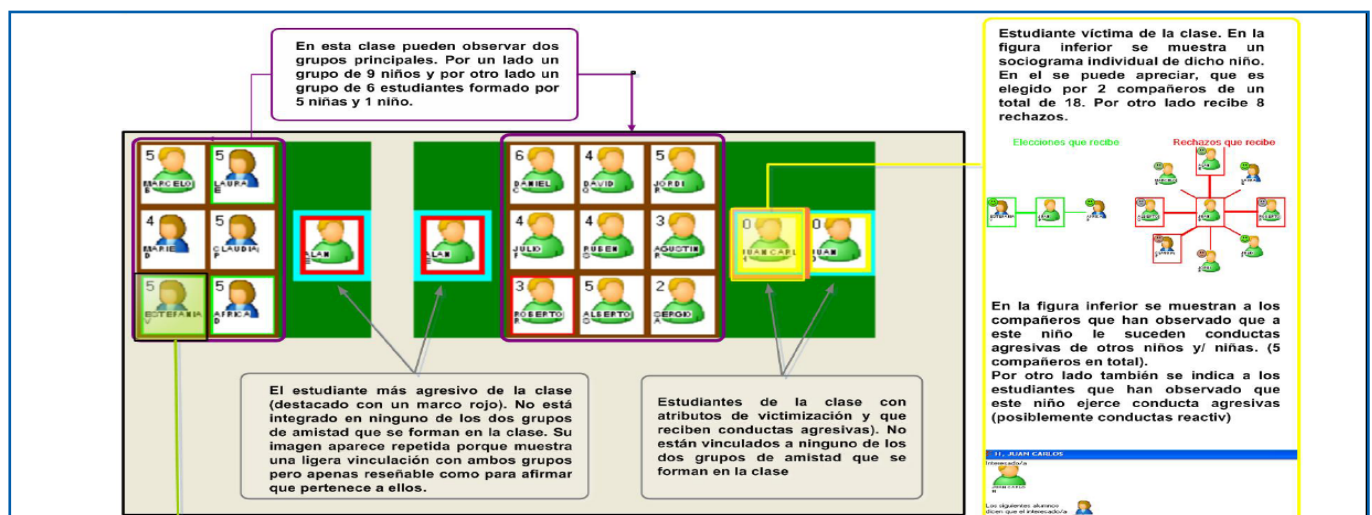 En esta clase pueden observar dos
grupos principales. Por un lado un
grupo de 9 niños y por otro lado un
grupo de 6 estudiantes formado por
5 niñas y 1 niño.
Estudiante víctima de la clase. En la
figura inferior se muestra un
sociograma individual de dicho niño.
En el se puede apreciar, que es
elegido por 2 compañeros de un
total de 18. Por otro lado recibe 8
rechazos.
Elecciones que recibe
Rechazos que recibe
5 5
MARCELO LAURA
4 5
MARIE CLAUDIA
5 5
ESTEFANIA AFRICA
ALAN
ALAN
6 4 5
DANIEL DAVID JORDI
4 4 3
JULIO RUBEN AGUSTIN
3 5 2
ROBERTO ALBERTO SERGIO
0 0
JUAN CARL JUAN
El estudiante más agresivo de la clase
(destacado con un marco rojo). No está
integrado en ninguno de los dos grupos
de amistad que se forman en la clase. Su
imagen aparece repetida porque muestra
una ligera vinculación con ambos grupos
pero apenas reseñable como para afirmar
que pertenece a ellos.
Estudiantes de la clase con
atributos de victimización y que
reciben conductas agresivas). No
están vinculados a ninguno de los
dos grupos de amistad que se
forman en la clase
En la figura inferior se muestran a los
compañeros que han observado que a
este niño le suceden conductas
agresivas de otros niños y/ niñas. (5
compañeros en total).
Por otro lado también se indica a los
estudiantes que han observado que
este niño ejerce conducta agresivas
(posiblemente conductas reactiv)
11, JUAN CARLOS
Interesado/a
JUAN CARLO
Los siguientes alumnos
dicen que el interesado/a